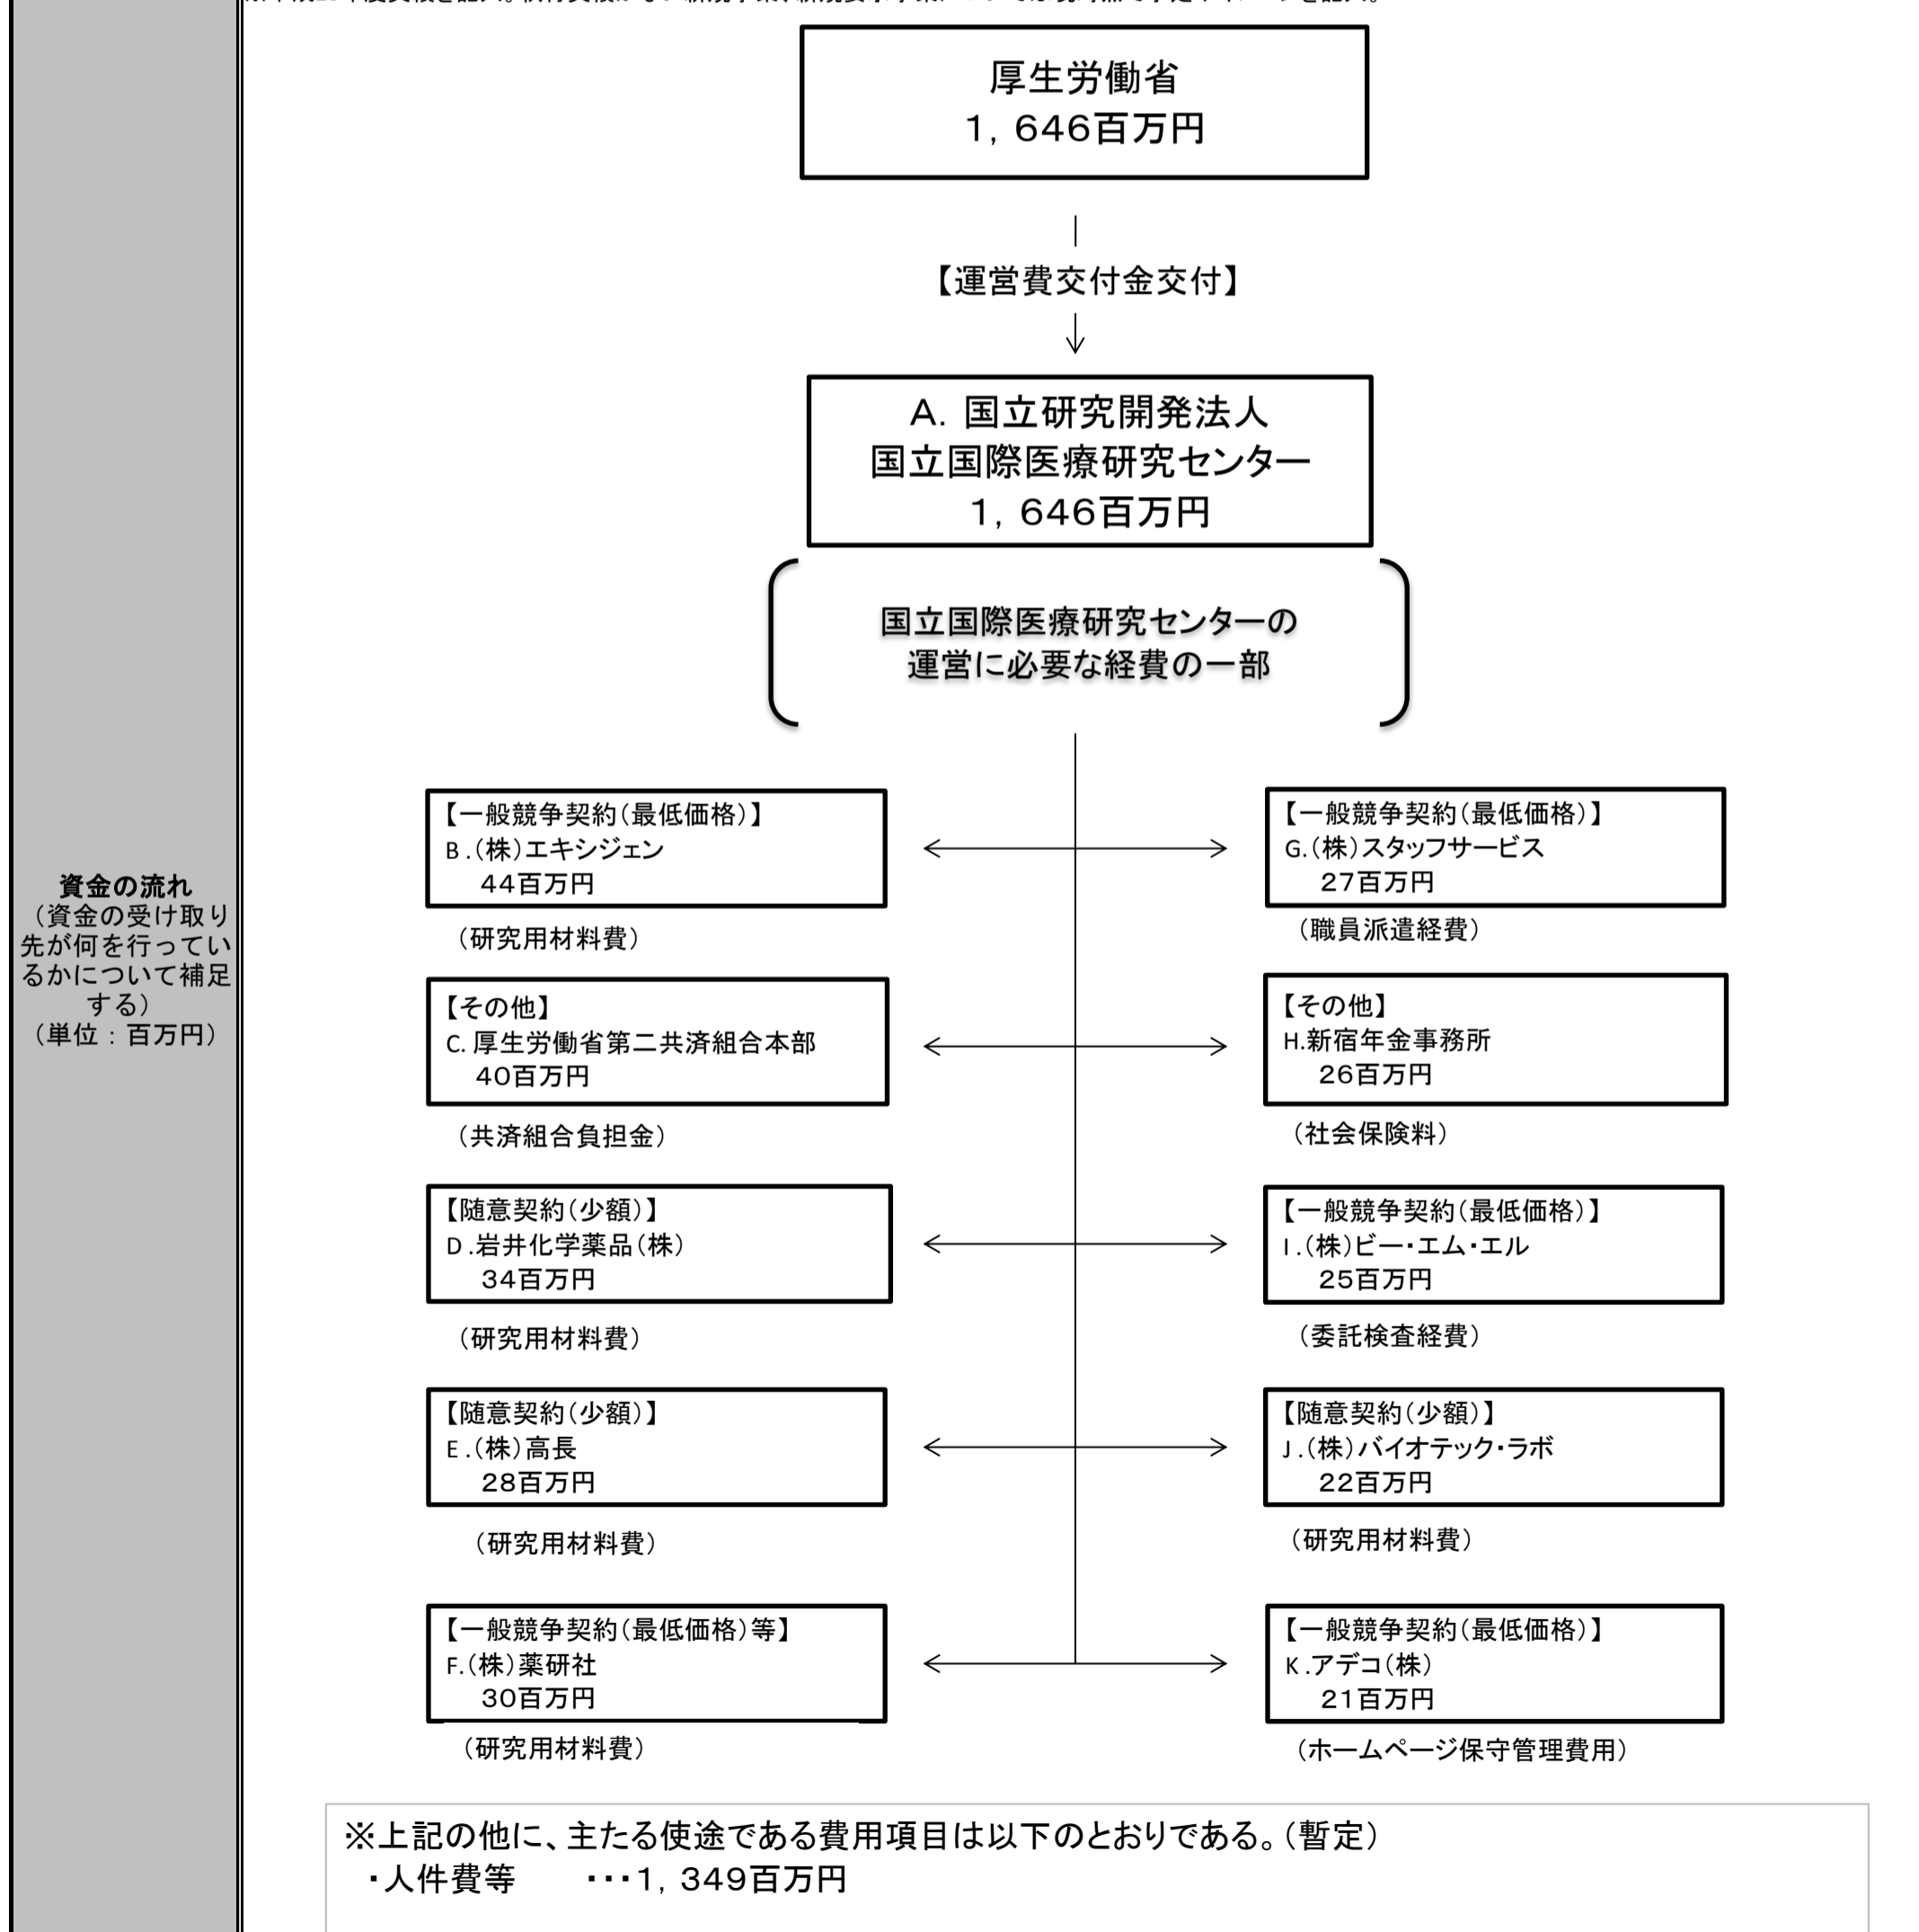 厚生労働省
1，646百万円
【運営費交付金交付】
A．国立研究開発法人
国立国際医療研究センター
1，646百万円
国立国際医療研究センターの
運営に必要な経費の一部
資金の流れ
（資金の受け取り
先が何を行ってい
るかについて補足
する）
（単位：百万円）
【一般競争契約（最低価格）】
B.（株）エキシジェン
44百万円
（研究用材料費）
【その他】
C. 厚生労働省第二共済組合本部
40百万円
（共済組合負担金）
【随意契約（少額）】
D.岩井化学薬品（株）
34百万円
（研究用材料費）
【随意契約（少額）】
E.（株）高長
28百万円
（研究用材料費）
【一般競争契約（最低価格）等】
F.（株）薬研社
30百万円
（研究用材料費）
【一般競争契約（最低価格）】
G.（株）スタッフサービス
27百万円
（職員派遣経費）
【その他】
H.新宿年金事務所
26百万円
（社会保険料）
【一般競争契約（最低価格）】
I.（株）ビー・エム・エル
25百万円
（委託検査経費）
【随意契約（少額）】
J.（株）バイオテック・ラボ
22百万円
（研究用材料費）
【一般競争契約（最低価格）】
K.アデコ（株）
21百万円
（ホームページ保守管理費用）
※上記の他に、主たる使途である費用項目は以下のとおりである。（暫定）
・人件費等　　・・・1，349百万円